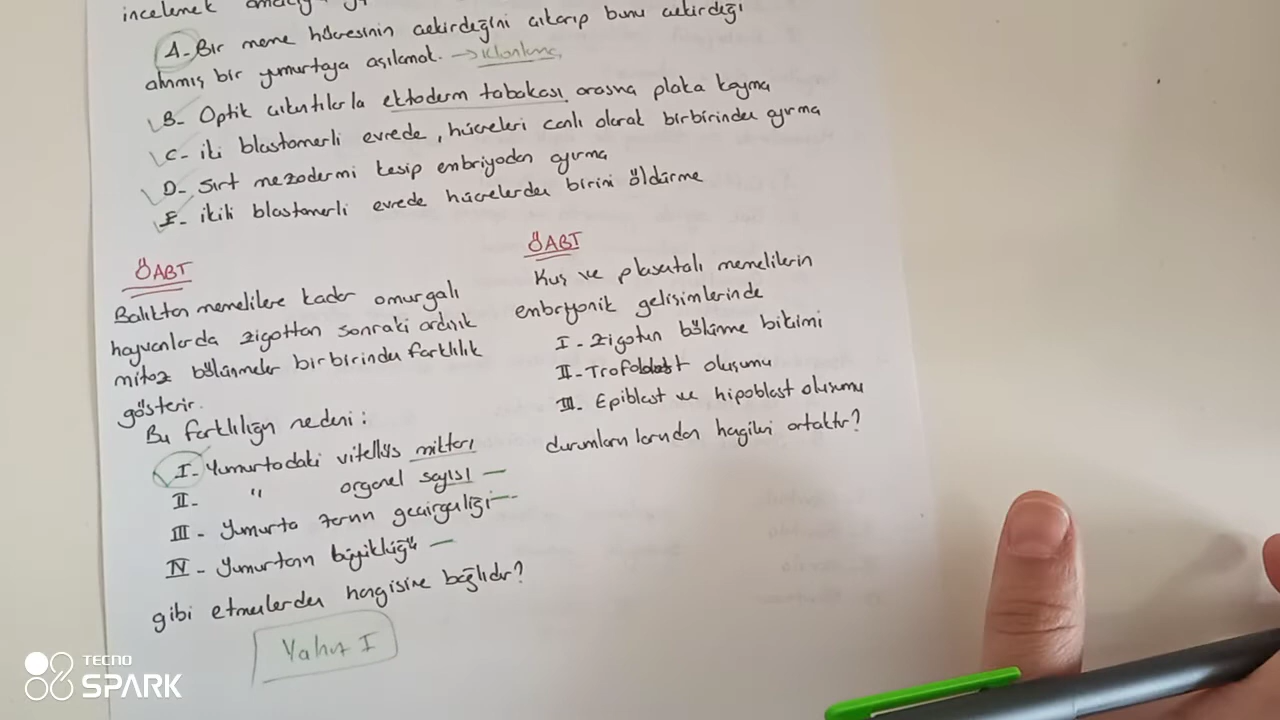 incelemek
A- Bir meme hücresinin çekirdeğini çıkarıp bunu çekirdeği
alınmış bir yumurtaya aşılamak. → klonlama
B- Optik çıkıntılarla ektoderm tabakası arasına plaka koyma
C- iki blastomerli evrede, hücreleri canlı olarak birbirinden ayırma
D- Sırt mezodermi kesip embriyodan ayırma
E- ikili blastomerli evrede hücrelerden birini öldürme
ÖABT
Balıktan memelilere kadar omurgalı
hayvanlarda zigottan sonraki ardışık
mitoz bölünmeler birbirinden farklılık
gösterir.
Bu farklılığın nedeni:
I- Yumurtadaki vitellüs miktarı
II- " organel sayısı —
III- Yumurta zarının geçirgenliği —
IV- Yumurtanın büyüklüğü —
gibi etmenlerden hangisine bağlıdır?
Yalnız I
ÖABT
Kuş ve plasentalı memelilerin
embriyonik gelişimlerinde
I- Zigotun bölünme bitimi
II- Trofoblast oluşumu
III- Epiblast ve hipoblast oluşumu
durumlarından hangileri ortaktır?
TECNO
SPARK